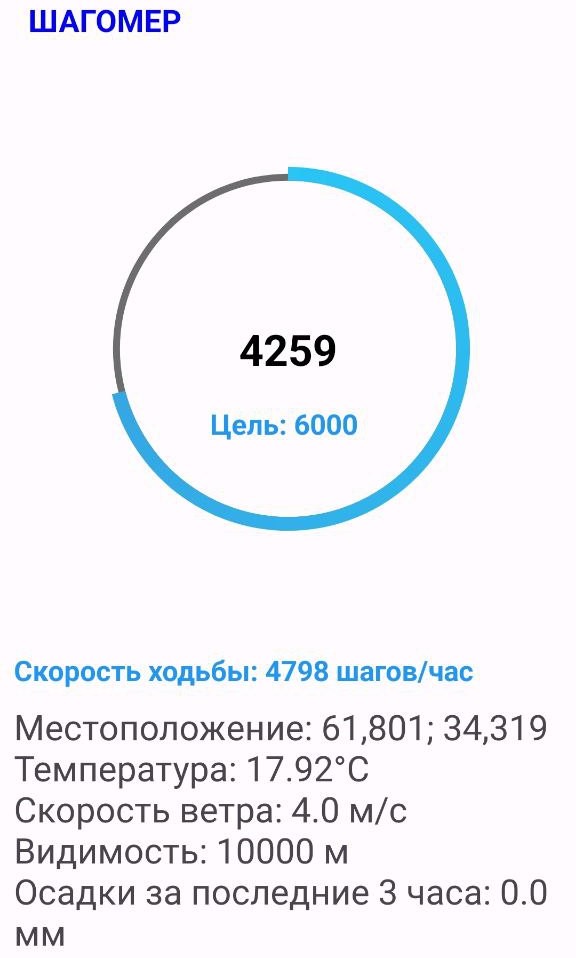 ШАГОМЕР
4259
Цель: 6000
Скорость ходьбы: 4798 шагов/час
Местоположение: 61,801; 34,319
Температура: 17.92°C
Скорость ветра: 4.0 м/с
Видимость: 10000 м
Осадки за последние 3 часа: 0.0
мм